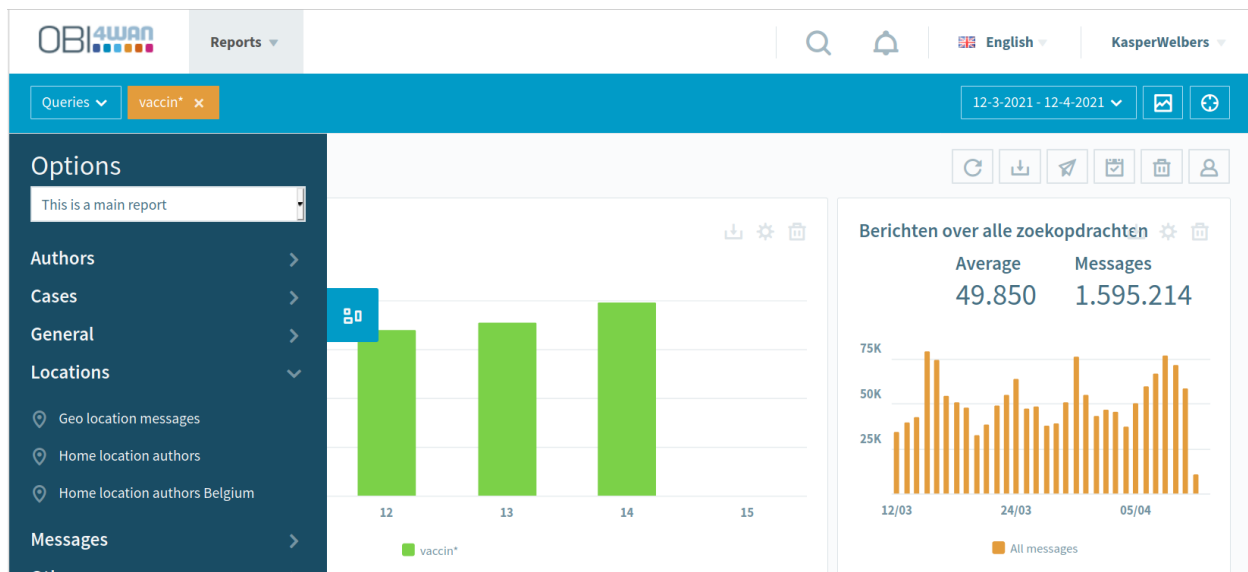 OBI4wan
Reports
English
KasperWelbers
Queries
vaccin* ×
12-3-2021 - 12-4-2021
Options
This is a main report
Authors
Cases
General
Locations
Geo location messages
Home location authors
Home location authors Belgium
Messages
12 13 14 15
vaccin*
Berichten over alle zoekopdrachten
Average Messages
49.850 1.595.214
75K
50K
25K
12/03 24/03 05/04
All messages